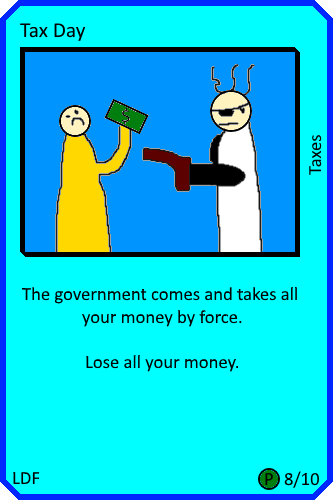 Tax Day
Taxes
The government comes and takes all
your money by force.
Lose all your money.
LDF
P 8/10